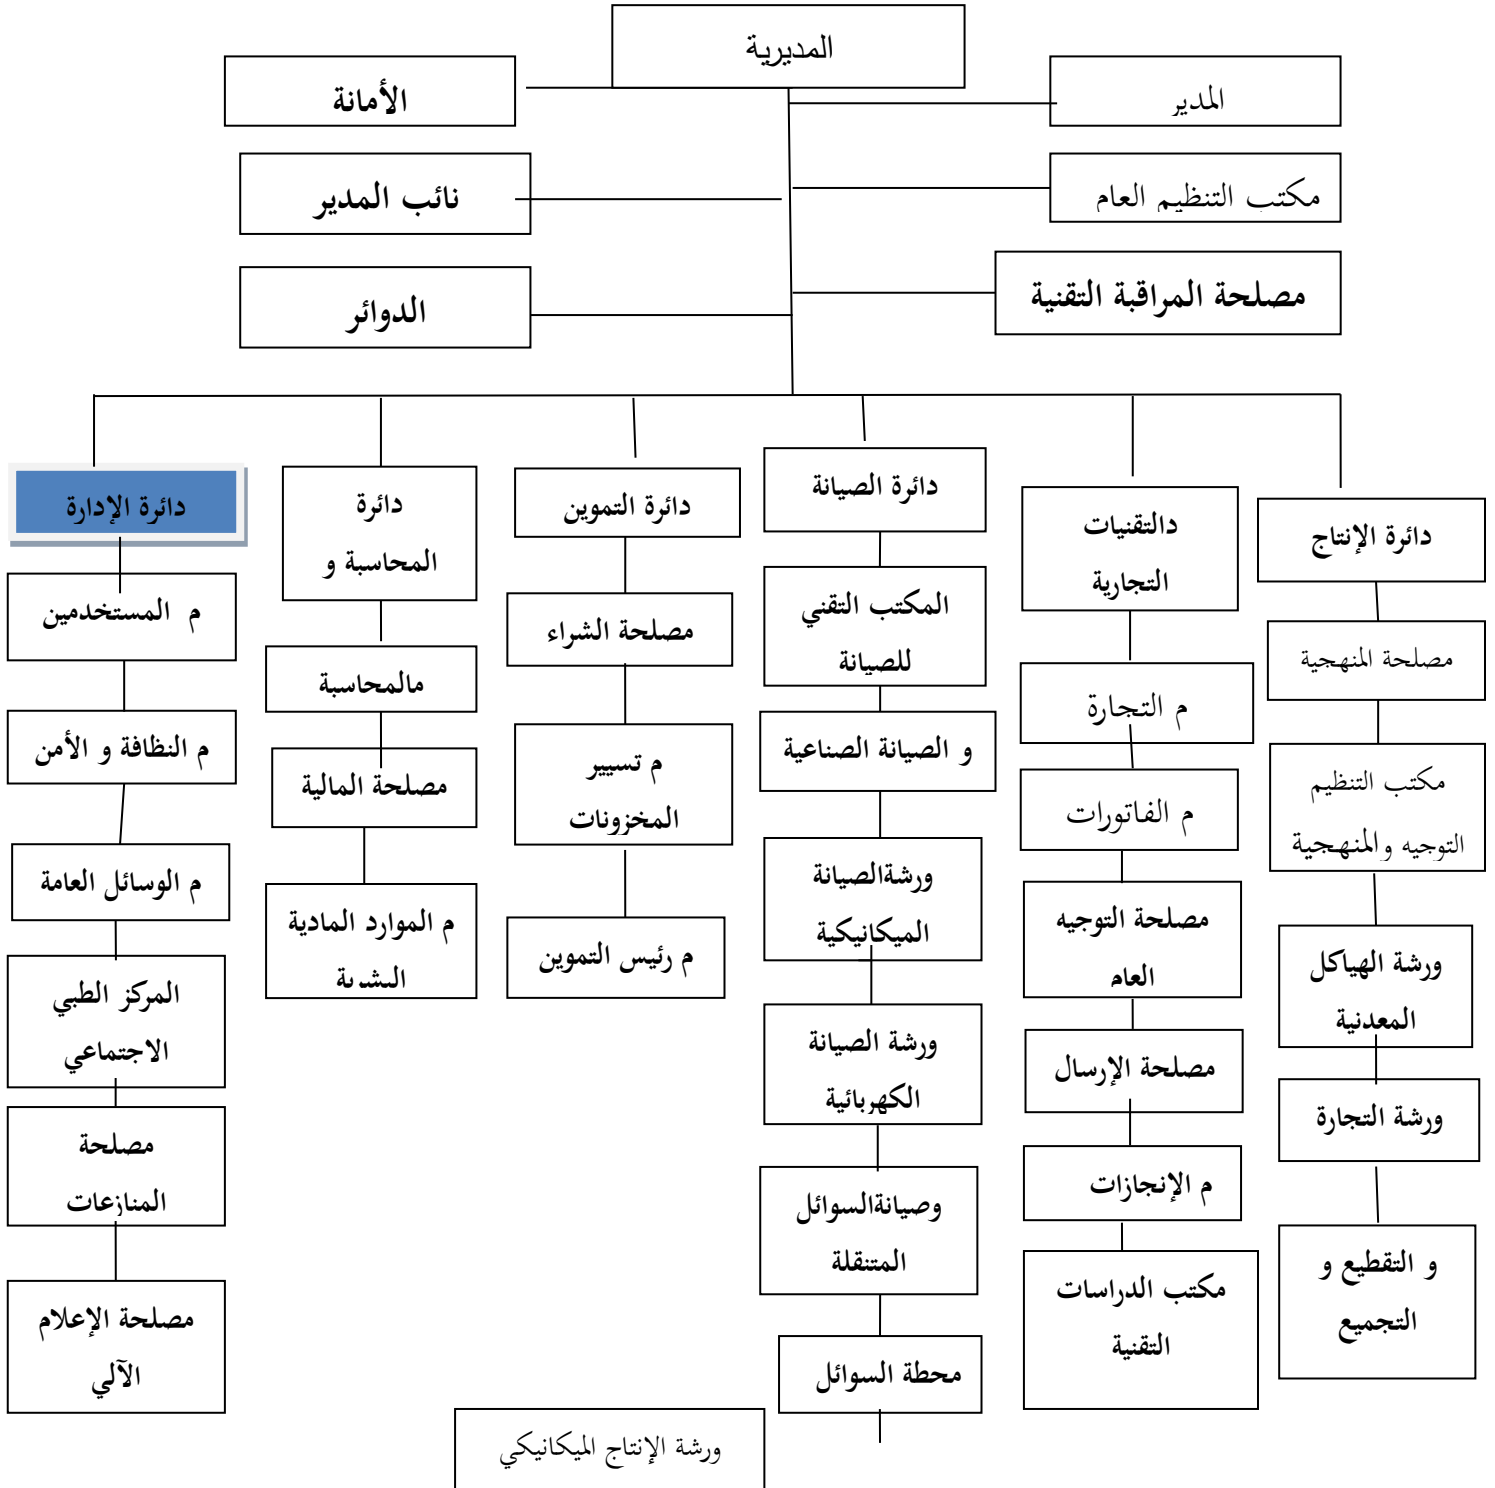 المديرية
المدير
الأمانة
مكتب التنظيم العام
نائب المدير
مصلحة المراقبة التقنية
الدوائر
دائرة الإنتاج
مصلحة المنهجية
مكتب التنظيم
التوجيه والمنهجية
ورشة الهياكل
المعدنية
ورشة التجارة
و التقطيع و
التجميع
دالتقنيات
التجارية
م التجارة
م الفاتورات
مصلحة التوجيه
العام
مصلحة الإرسال
م الإنجازات
مكتب الدراسات
التقنية
دائرة الصيانة
المكتب التقني
للصيانة
و الصيانة الصناعية
ورشةالصيانة
الميكانيكية
ورشة الصيانة
الكهربائية
وصيانةالسوائل
المتنقلة
محطة السوائل
دائرة التموين
مصلحة الشراء
م تسيير
المخزونات
م رئيس التموين
دائرة
المحاسبة و
مالمحاسبة
مصلحة المالية
م الموارد المادية
البشرية
دائرة الإدارة
م المستخدمين
م النظافة و الأمن
م الوسائل العامة
المركز الطبي
الاجتماعي
مصلحة
المنازعات
مصلحة الإعلام
الآلي
ورشة الإنتاج الميكانيكي